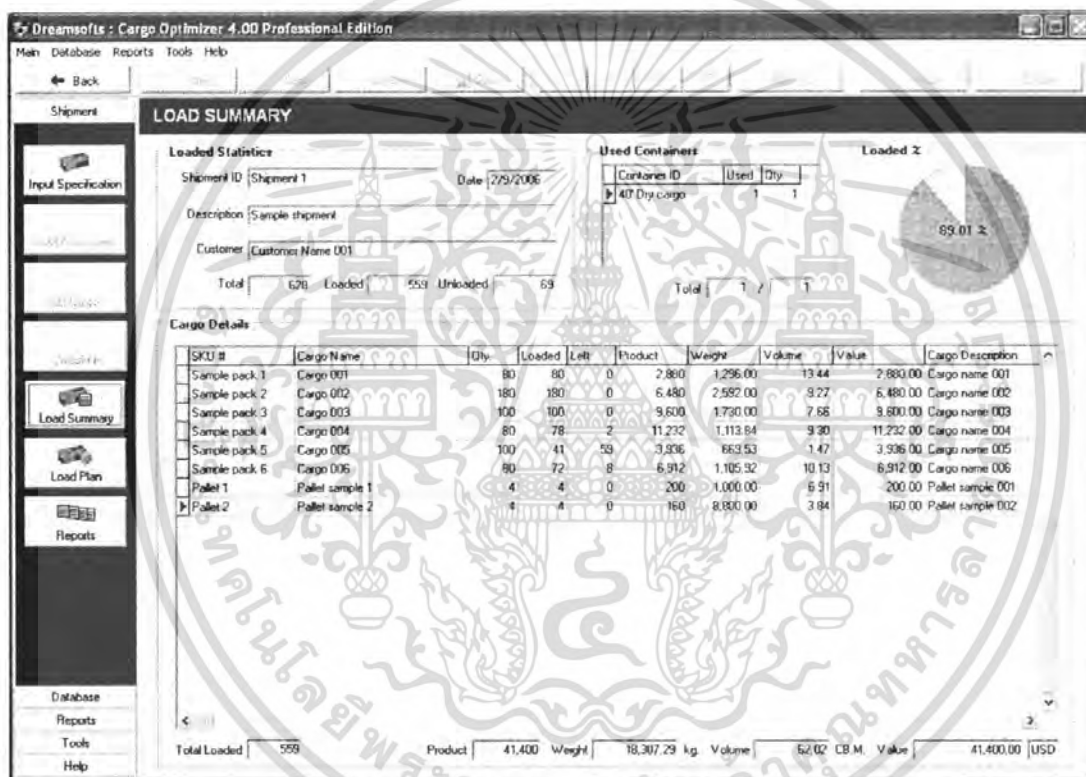 Dreamsofts : Cargo Optimizer 4.00 Professional Edition
Main Database Reports Tools Help
Back
Shipment
LOAD SUMMARY
Input Specification
Load Summary
Load Plan
Reports
Database
Reports
Tools
Help
Loaded Statistics
Shipment ID Shipment 1 Date 2/9/2006
Description Sample shipment
Customer Customer Name 001
Total 628 Loaded 559 Unloaded 69
Used Containers
Container ID Used Qty
40' Dry cargo 1 1
Total 1 / 1
Loaded %
89.01 %
Cargo Details
SKU # Cargo Name Qty Loaded Left Product Weight Volume Value Cargo Description
Sample pack 1 Cargo 001 80 80 0 2,880 1,296.00 13.44 2,880.00 Cargo name 001
Sample pack 2 Cargo 002 180 180 0 6,480 2,592.00 9.27 6,480.00 Cargo name 002
Sample pack 3 Cargo 003 100 100 0 9,600 1,730.00 7.66 9,600.00 Cargo name 003
Sample pack 4 Cargo 004 80 78 2 11,232 1,113.84 9.30 11,232.00 Cargo name 004
Sample pack 5 Cargo 005 100 41 59 3,936 669.53 1.47 3,936.00 Cargo name 005
Sample pack 6 Cargo 006 80 72 8 6,912 1,105.92 10.13 6,912.00 Cargo name 006
Pallet 1 Pallet sample 1 4 4 0 200 1,000.00 6.91 200.00 Pallet sample 001
Pallet 2 Pallet sample 2 4 4 0 160 8,800.00 3.84 160.00 Pallet sample 002
Total Loaded 559 Product 41,400 Weight 18,307.29 kg. Volume 62.02 CB.M. Value 41,400.00 USD